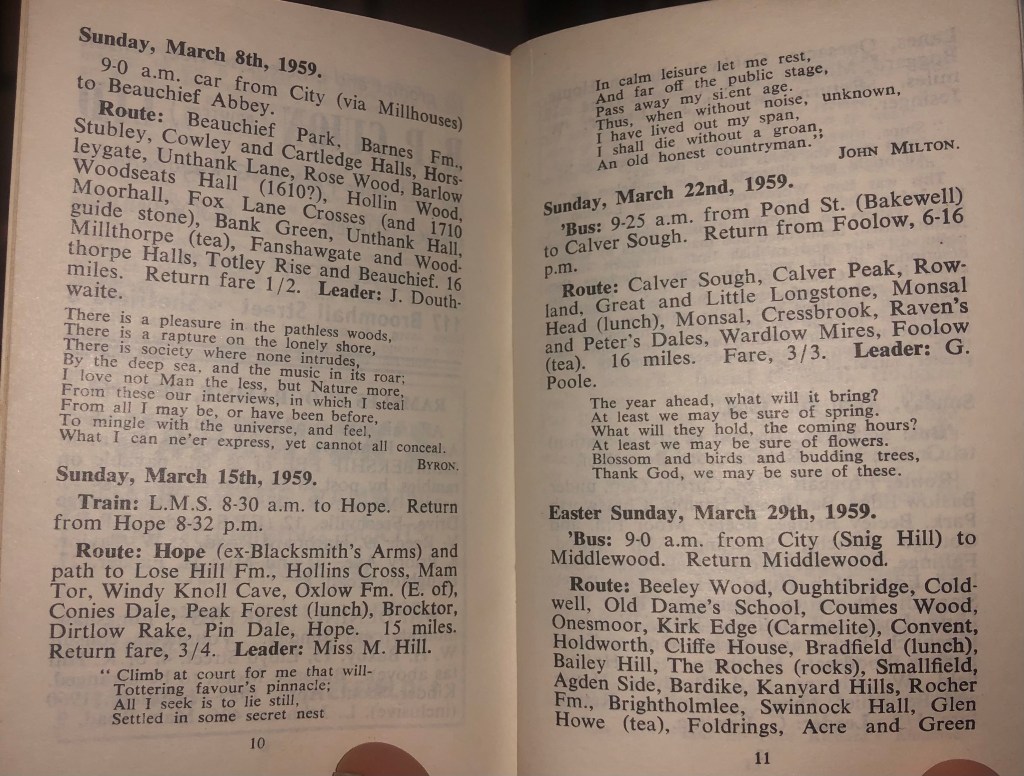 Sunday, March 8th, 1959.
9-0 a.m. car from City (via Millhouses)
to Beauchief Abbey.
Route: Beauchief Park, Barnes Fm.,
Stubley, Cowley and Cartledge Halls, Hors-
leygate, Unthank Lane, Rose Wood, Barlow
Woodseats Hall (1610?), Hollin Wood,
Moorhall, Fox Lane Crosses (and 1710
guide stone), Bank Green, Unthank Hall,
Millthorpe (tea), Fanshawgate and Wood-
thorpe Halls, Totley Rise and Beauchief. 16
miles. Return fare 1/2. Leader: J. Douth-
waite.
There is a pleasure in the pathless woods,
There is a rapture on the lonely shore,
There is society where none intrudes,
By the deep sea, and the music in its roar;
I love not Man the less, but Nature more,
From these our interviews, in which I steal
From all I may be, or have been before,
To mingle with the universe, and feel,
What I can ne'er express, yet cannot all conceal.
BYRON.
Sunday, March 15th, 1959.
Train: L.M.S. 8-30 a.m. to Hope. Return
from Hope 8-32 p.m.
Route: Hope (ex-Blacksmith's Arms) and
path to Lose Hill Fm., Hollins Cross, Mam
Tor, Windy Knoll Cave, Oxlow Fm. (E. of),
Conies Dale, Peak Forest (lunch), Brocktor,
Dirtlow Rake, Pin Dale, Hope. 15 miles.
Return fare, 3/4. Leader: Miss M. Hill.
" Climb at court for me that will-
Tottering favour's pinnacle;
All I seek is to lie still,
Settled in some secret nest
10
In calm leisure let me rest,
And far off the public stage,
Pass away my si.ent age.
Thus, when without noise, unknown,
I have lived out my span,
I shall die without a groan,
An old honest countryman."
JOHN MILTON.
Sunday, March 22nd, 1959.
'Bus: 9-25 a.m. from Pond St. (Bakewell)
to Calver Sough. Return from Foolow, 6-16
p.m.
Route: Calver Sough, Calver Peak, Row-
land, Great and Little Longstone, Monsal
Head (lunch), Monsal, Cressbrook, Raven's
and Peter's Dales, Wardlow Mires, Foolow
(tea). 16 miles. Fare, 3/3. Leader: G.
Poole.
The year ahead, what will it bring?
At least we may be sure of spring.
What will they hold, the coming hours?
At least we may be sure of flowers.
Blossom and birds and budding trees,
Thank God, we may be sure of these.
Easter Sunday, March 29th, 1959.
'Bus: 9-0 a.m. from City (Snig Hill) to
Middlewood. Return Middlewood.
Route: Beeley Wood, Oughtibridge, Cold-
well, Old Dame's School, Coumes Wood,
Onesmoor, Kirk Edge (Carmelite), Convent,
Holdworth, Cliffe House, Bradfield (lunch),
Bailey Hill, The Roches (rocks), Smallfield,
Agden Side, Bardike, Kanyard Hills, Rocher
Fm., Brightholmlee, Swinnock Hall, Glen
Howe (tea), Foldrings, Acre and Green
11